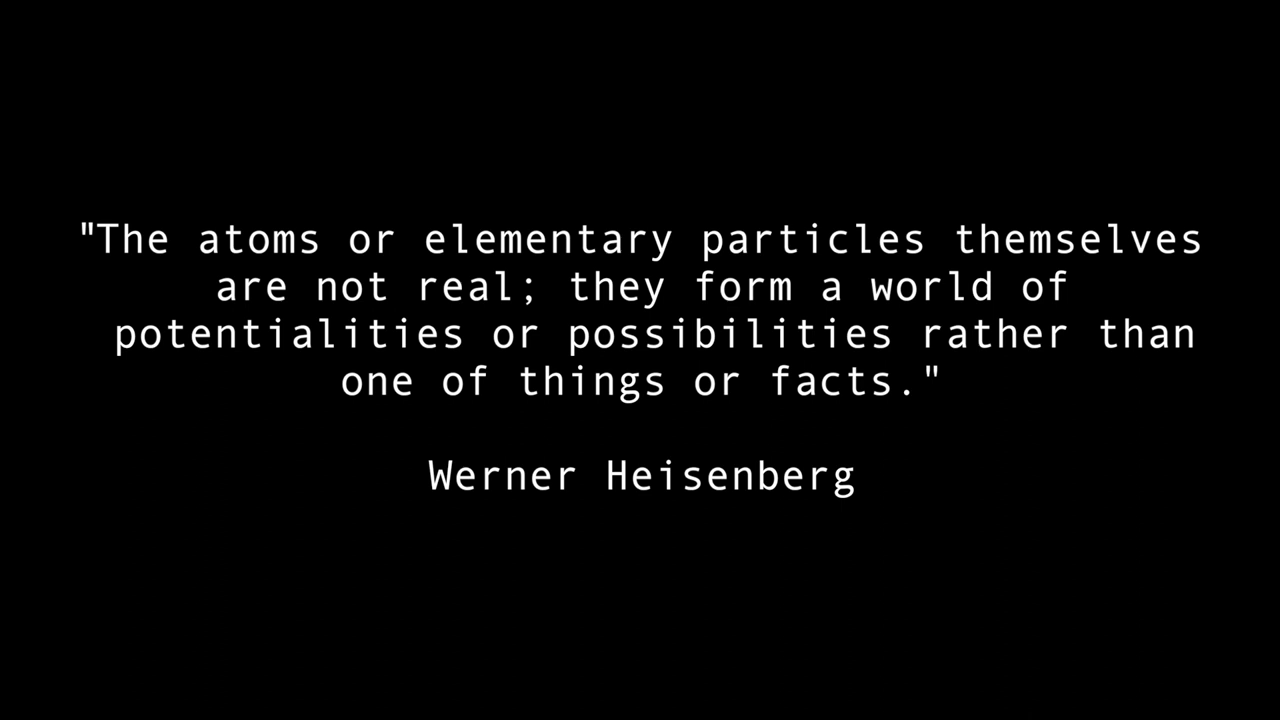 "The atoms or elementary particles themselves
are not real; they form a world of
potentialities or possibilities rather than
one of things or facts."
Werner Heisenberg